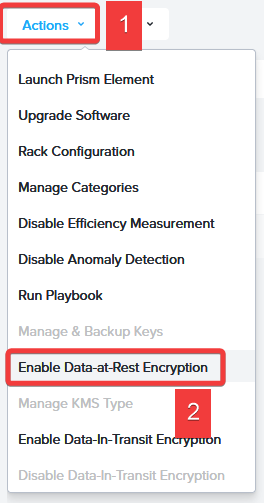 Actions
1
Launch Prism Element
Upgrade Software
Rack Configuration
Manage Categories
Disable Efficiency Measurement
Disable Anomaly Detection
Run Playbook
Manage & Backup Keys
Enable Data-at-Rest Encryption
Manage KMS Type
2
Enable Data-In-Transit Encryption
Disable Data-In-Transit Encryption